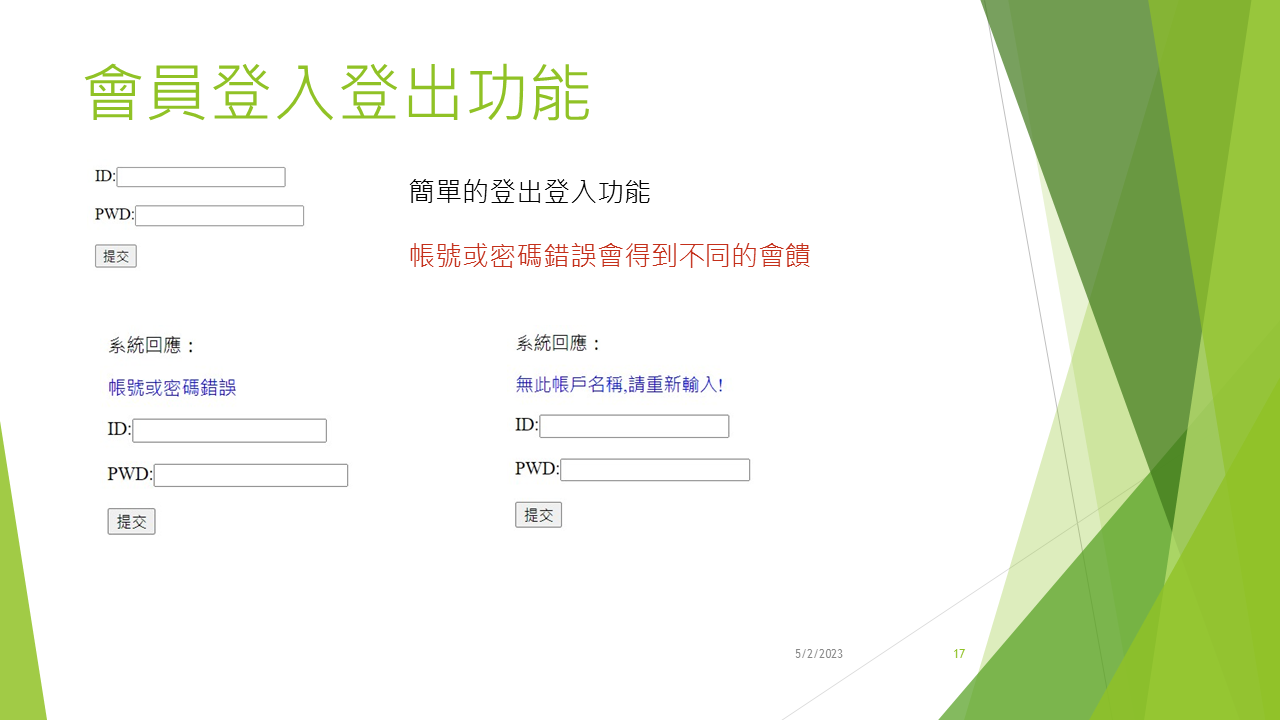 會員登入登出功能
ID:
PWD:
提交
簡單的登出登入功能
帳號或密碼錯誤會得到不同的會饋
系統回應：
帳號或密碼錯誤
ID:
PWD:
提交
系統回應：
無此帳戶名稱,請重新輸入!
ID:
PWD:
提交
5/2/2023
17